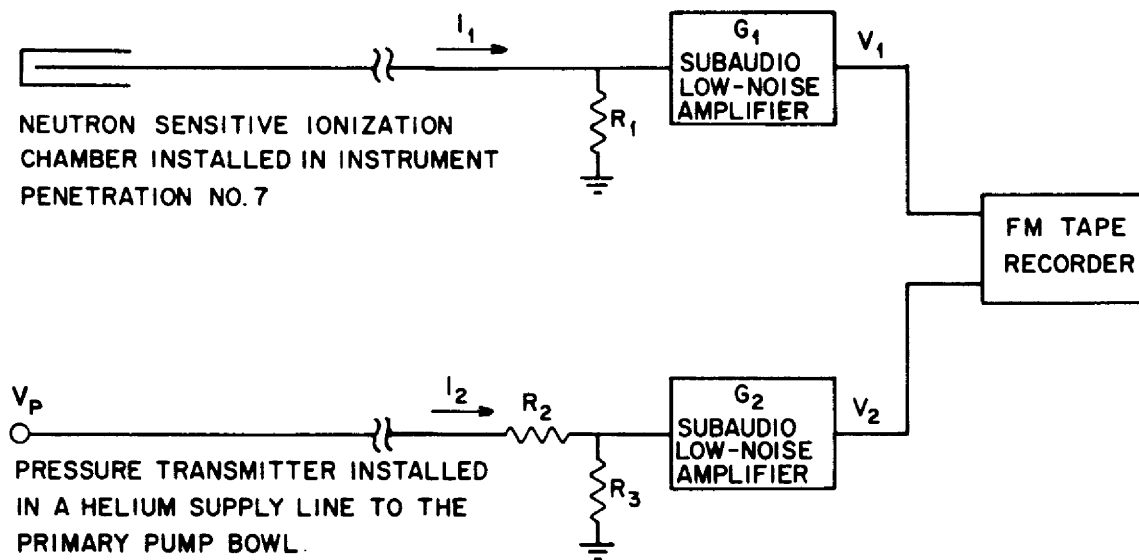 I₁
G₁
SUBAUDIO
LOW-NOISE
AMPLIFIER
V₁
R₁
NEUTRON SENSITIVE IONIZATION
CHAMBER INSTALLED IN INSTRUMENT
PENETRATION NO. 7
FM TAPE
RECORDER
V_P
I₂
R₂
G₂
SUBAUDIO
LOW-NOISE
AMPLIFIER
V₂
R₃
PRESSURE TRANSMITTER INSTALLED
IN A HELIUM SUPPLY LINE TO THE
PRIMARY PUMP BOWL.